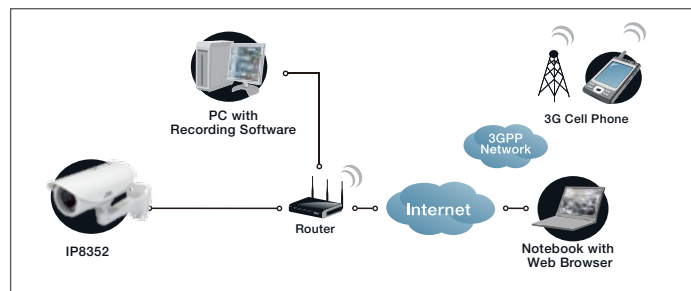 PC with
Recording Software
3G Cell Phone
3GPP
Network
Internet
Router
IP8352
Notebook with
Web Browser